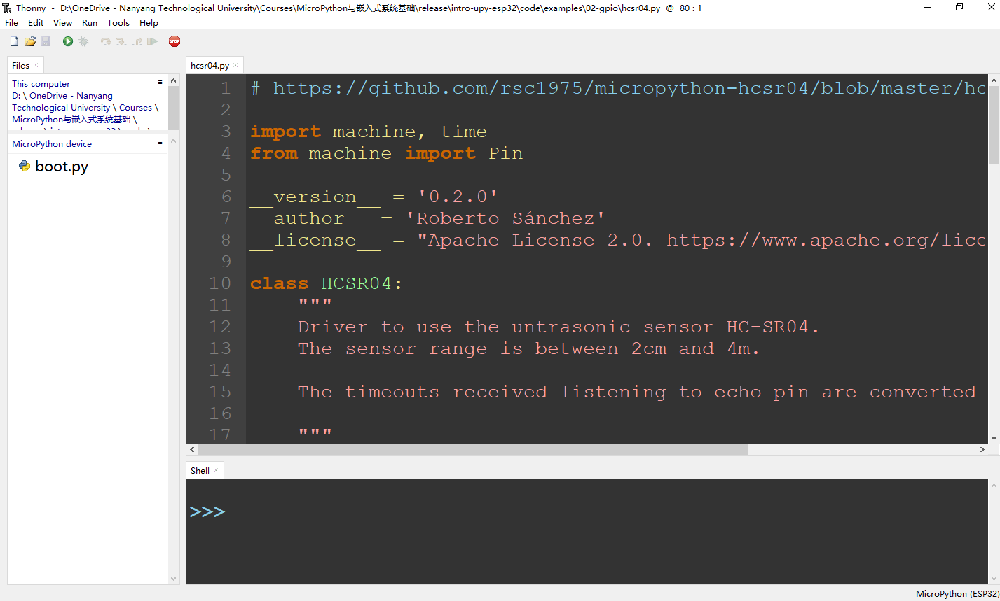 Thonny - D:\OneDrive - Nanyang Technological University\Courses\MicroPython与嵌入式系统基础\release\intro-upy-esp32\code\examples\02-gpio\hcsr04.py @ 80 : 1
File Edit View Run Tools Help
STOP
Files
This computer
D: \ OneDrive - Nanyang
Technological University \ Courses \
MicroPython与嵌入式系统基础 \
MicroPython device
boot.py
hcsr04.py
1 # https://github.com/rsc1975/micropython-hcsr04/blob/master/hc
2
3 import machine, time
4 from machine import Pin
5
6 __version__ = '0.2.0'
7 __author__ = 'Roberto Sánchez'
8 __license__ = "Apache License 2.0. https://www.apache.org/lice
9
10 class HCSR04:
11 """
12 Driver to use the untrasonic sensor HC-SR04.
13 The sensor range is between 2cm and 4m.
14
15 The timeouts received listening to echo pin are converted
16
17 """
Shell
>>>
MicroPython (ESP32)